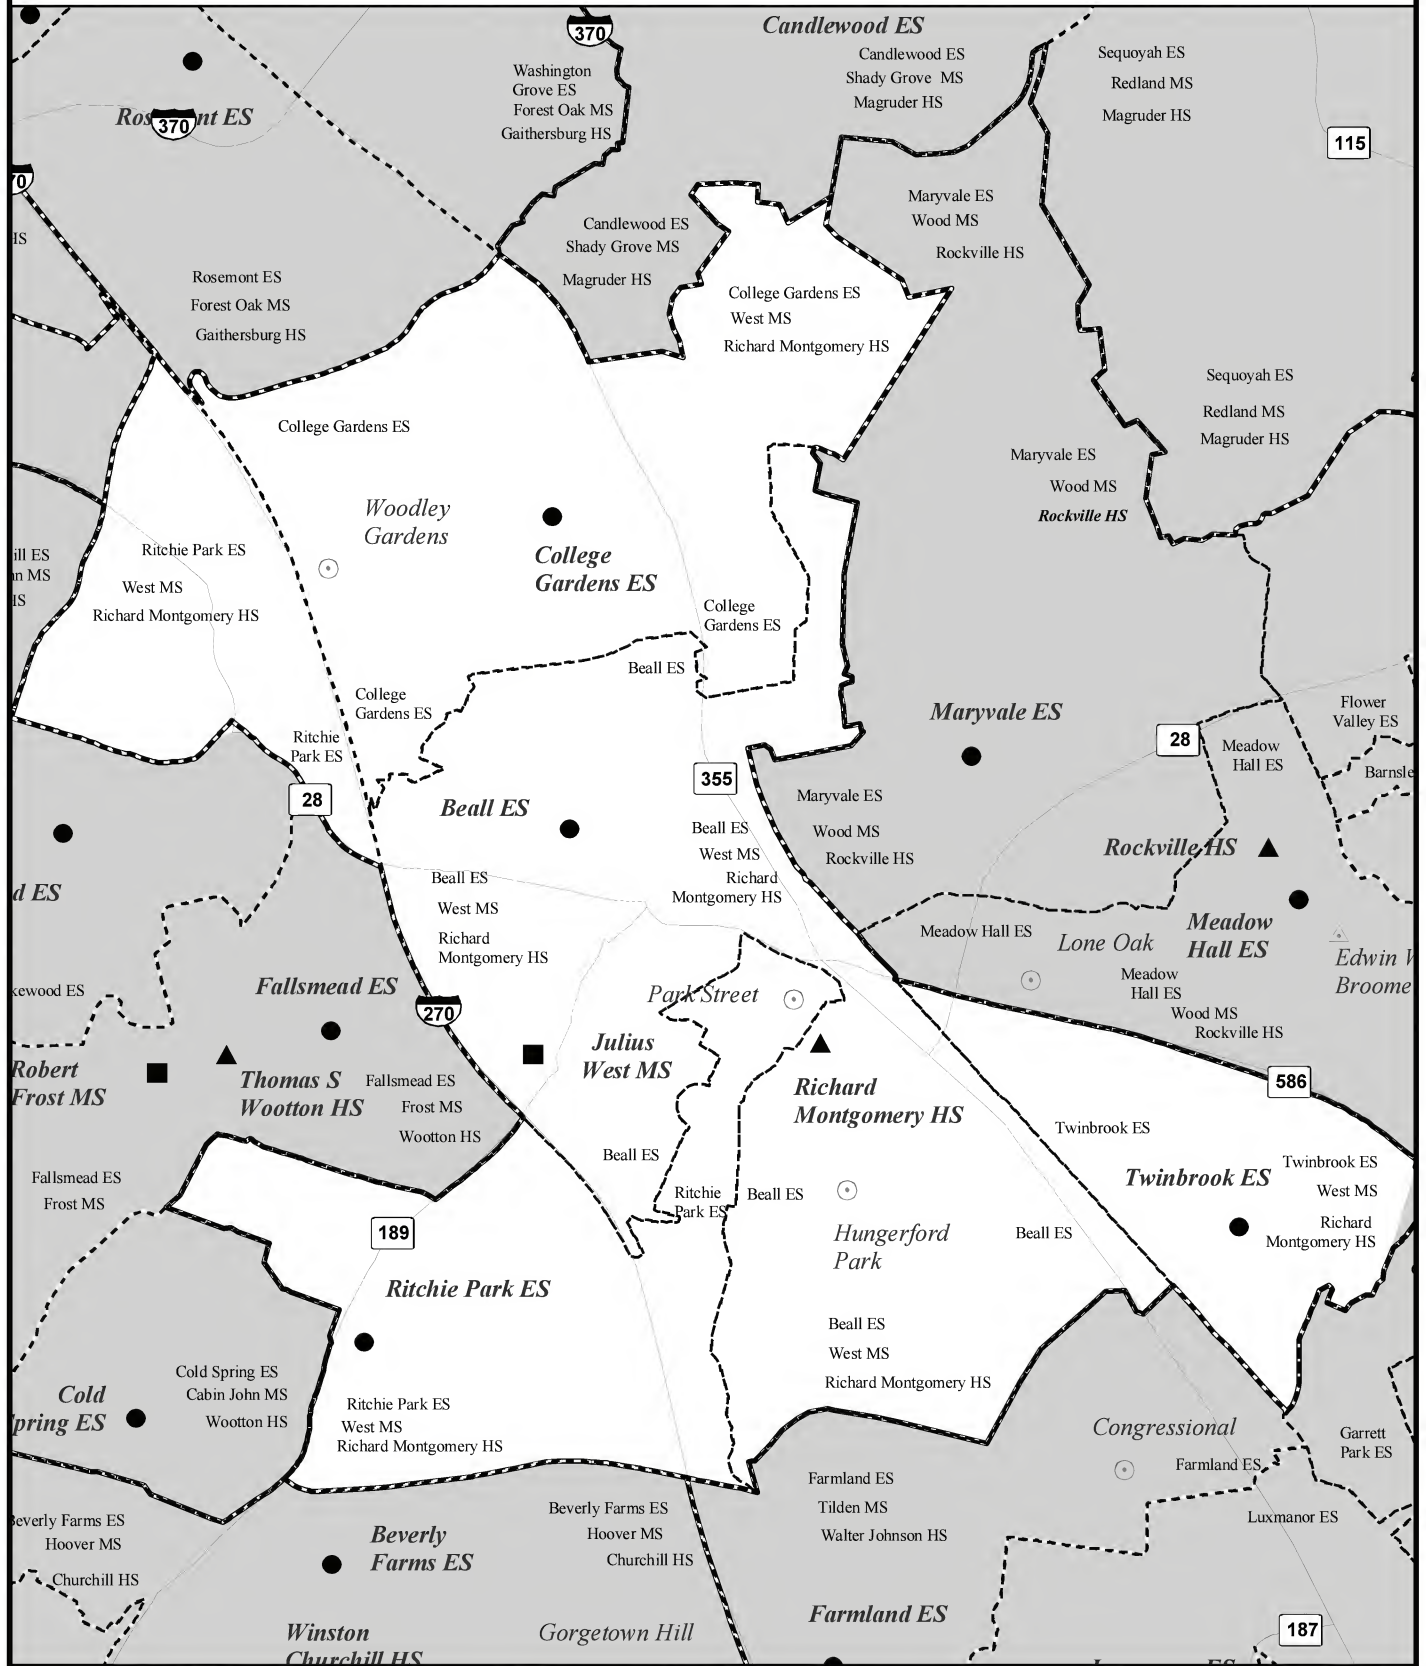 Candlewood ES
370
Candlewood ES
Shady Grove MS
Magruder HS
Sequoyah ES
Redland MS
Magruder HS
Washington
Grove ES
Forest Oak MS
Gaithersburg HS
370
115
Maryvale ES
Wood MS
Rockville HS
Candlewood ES
Shady Grove MS
Magruder HS
Rosemont ES
Forest Oak MS
Gaithersburg HS
College Gardens ES
West MS
Richard Montgomery HS
Sequoyah ES
Redland MS
Magruder HS
College Gardens ES
Maryvale ES
Wood MS
Rockville HS
Woodley
Gardens
College
Gardens ES
Ritchie Park ES
West MS
Richard Montgomery HS
College
Gardens ES
Beall ES
College
Gardens ES
Ritchie
Park ES
Maryvale ES
28
Meadow
Hall ES
Flower
Valley ES
28
355
Beall ES
Maryvale ES
Wood MS
Rockville HS
Beall ES
West MS
Richard
Montgomery HS
Rockville HS
Beall ES
West MS
Richard
Montgomery HS
Meadow Hall ES
Lone Oak
Meadow
Hall ES
Edwin
Broome
Meadow
Hall ES
Wood MS
Rockville HS
Fallsmead ES
270
Park Street
Julius
West MS
Robert
Frost MS
Thomas S
Wootton HS
Fallsmead ES
Frost MS
Wootton HS
Richard
Montgomery HS
586
Twinbrook ES
Twinbrook ES
Twinbrook ES
West MS
Richard
Montgomery HS
Beall ES
Ritchie
Park ES
Beall ES
Fallsmead ES
Frost MS
189
Hungerford
Park
Beall ES
Ritchie Park ES
Beall ES
West MS
Richard Montgomery HS
Cold Spring ES
Cabin John MS
Wootton HS
Cold
Ritchie Park ES
West MS
Richard Montgomery HS
Congressional
Farmland ES
Garrett
Park ES
Farmland ES
Tilden MS
Walter Johnson HS
Luxmanor ES
Beverly Farms ES
Hoover MS
Churchill HS
Beverly
Farms ES
Beverly Farms ES
Hoover MS
Churchill HS
Farmland ES
Winston
Churchill HS
Gorgetown Hill
187